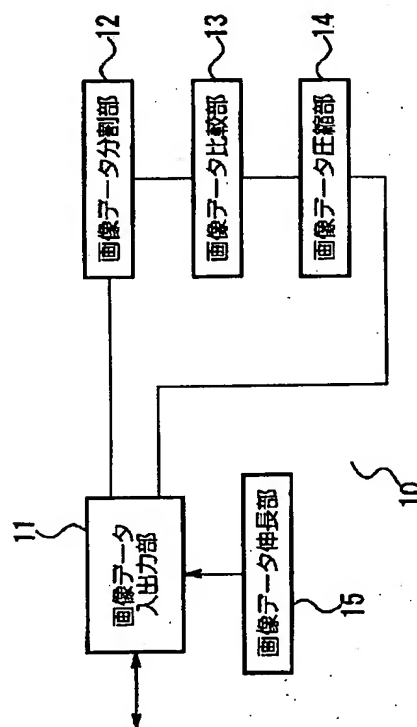 11
画像データ
入出力部
12
画像データ分割部
13
画像データ比較部
14
画像データ圧縮部
画像データ伸長部
15
10